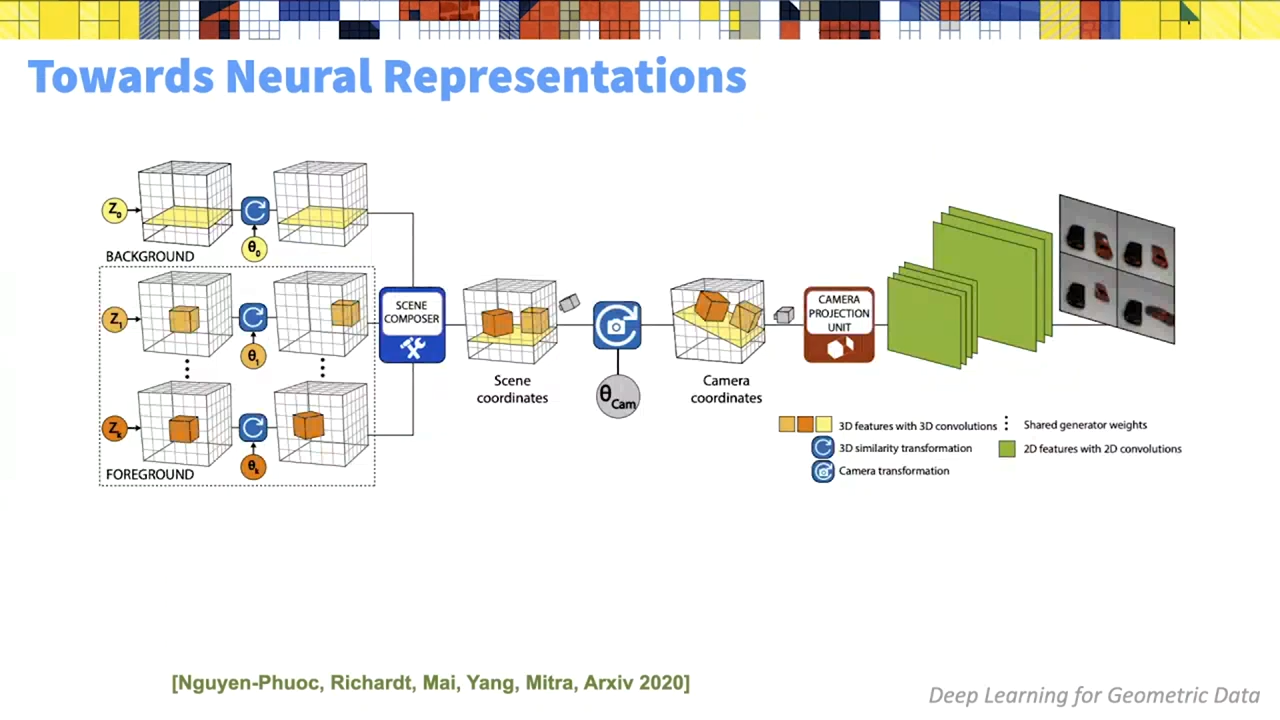 Towards Neural Representations
Z0
θ0
BACKGROUND
Z1
θ1
Zk
θk
FOREGROUND
SCENE
COMPOSER
Scene
coordinates
θCam
Camera
coordinates
CAMERA
PROJECTION
UNIT
3D features with 3D convolutions
Shared generator weights
3D similarity transformation
2D features with 2D convolutions
Camera transformation
[Nguyen-Phuoc, Richardt, Mai, Yang, Mitra, Arxiv 2020]
Deep Learning for Geometric Data